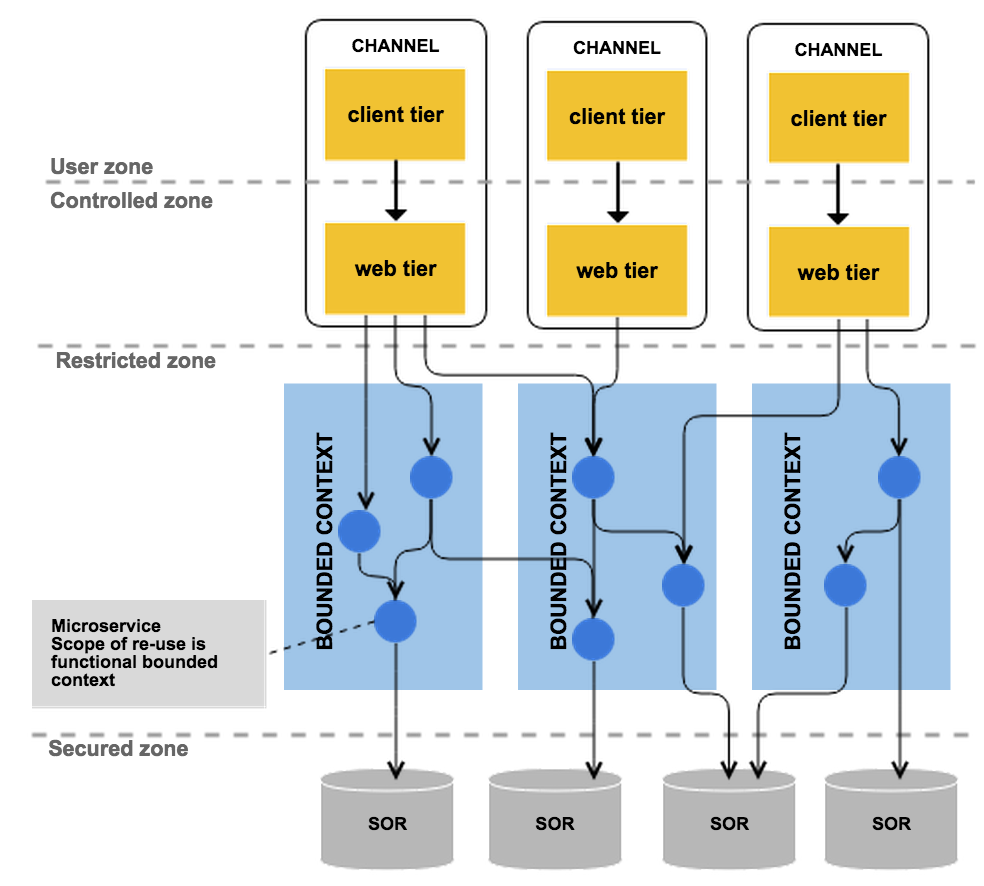 CHANNEL
CHANNEL
CHANNEL
client tier
client tier
client tier
User zone
Controlled zone
web tier
web tier
web tier
Restricted zone
BOUNDED CONTEXT
BOUNDED CONTEXT
BOUNDED CONTEXT
Microservice
Scope of re-use is
functional bounded
context
Secured zone
SOR
SOR
SOR
SOR